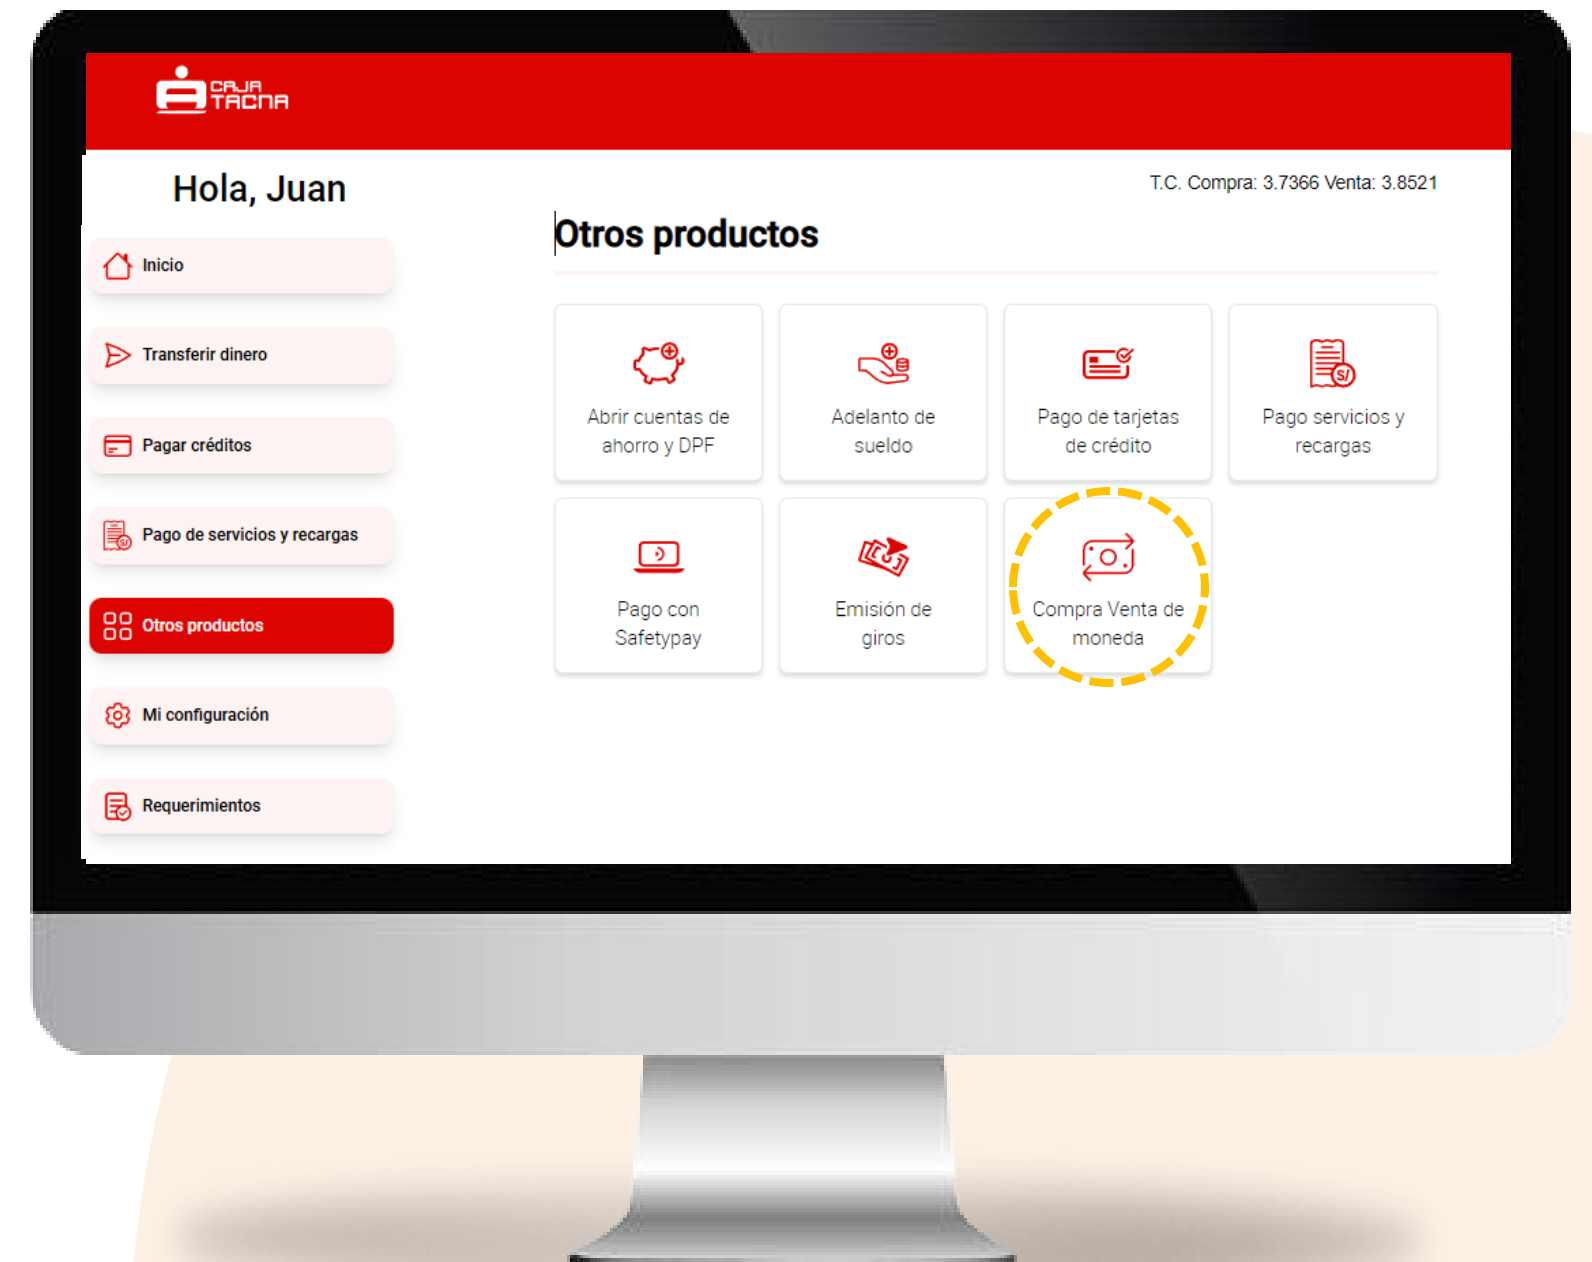 CAJA
TACNA
Hola, Juan
T.C. Compra: 3.7366 Venta: 3.8521
Otros productos
Inicio
Transferir dinero
Pagar créditos
Pago de servicios y recargas
Otros productos
Mi configuración
Requerimientos
Abrir cuentas de
ahorro y DPF
Adelanto de
sueldo
Pago de tarjetas
de crédito
S/
Pago servicios y
recargas
Pago con
Safetypay
Emisión de
giros
Compra Venta de
moneda